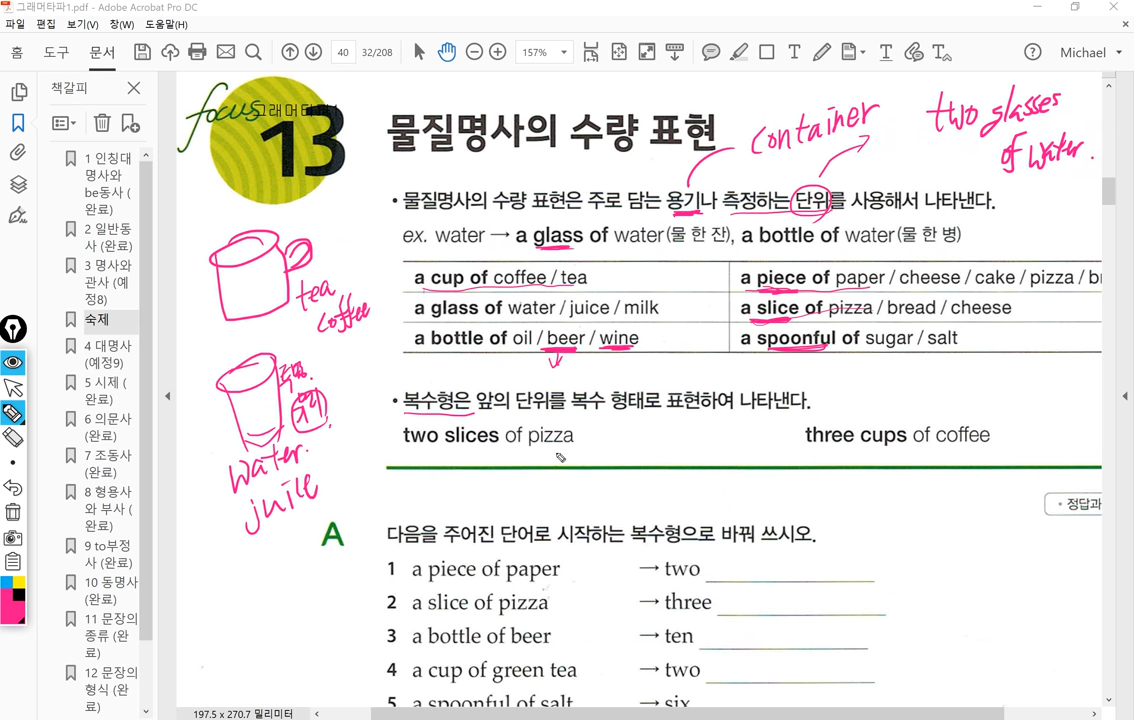 그래머타파1.pdf - Adobe Acrobat Pro DC
파일 편집 보기(V) 창(W) 도움말(H)
홈 도구 문서 40 32/208 157% Michael
책갈피
1 인칭대
명사와
be동사 (
완료)
2 일반동
사 (완료)
3 명사와
관사 (예
정8)
숙제
4 대명사
(예정9)
5 시제 (
완료)
6 의문사
(완료)
7 조동사
(완료)
8 형용사
와 부사 (
완료)
9 to부정
사 (완료)
10 동명사
(완료)
11 문장의
종류 (완
료)
12 문장의
형식 (완
료)
focus
그래머타파1
13
물질명사의 수량 표현
container
two glasses
of water.
• 물질명사의 수량 표현은 주로 담는 용기나 측정하는 단위를 사용해서 나타낸다.
ex. water → a glass of water(물 한 잔), a bottle of water(물 한 병)
a cup of coffee / tea a piece of paper / cheese / cake / pizza / b
a glass of water / juice / milk a slice of pizza / bread / cheese
a bottle of oil / beer / wine a spoonful of sugar / salt
tea
coffee
water.
juice
• 복수형은 앞의 단위를 복수 형태로 표현하여 나타낸다.
two slices of pizza three cups of coffee
• 정답과
A 다음을 주어진 단어로 시작하는 복수형으로 바꿔 쓰시오.
1 a piece of paper → two
2 a slice of pizza → three
3 a bottle of beer → ten
4 a cup of green tea → two
5 a spoonful of salt → six
197.5 x 270.7 밀리미터